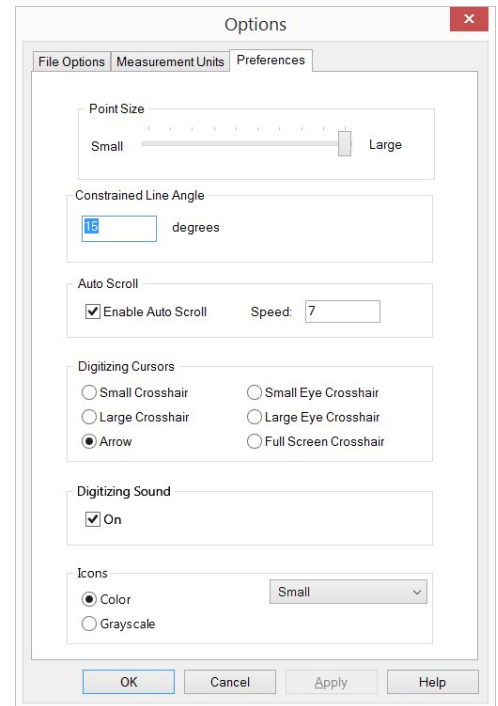 Options
File Options Measurement Units Preferences
Point Size
Small Large
Constrained Line Angle
15 degrees
Auto Scroll
Enable Auto Scroll Speed: 7
Digitizing Cursors
Small Crosshair Small Eye Crosshair
Large Crosshair Large Eye Crosshair
Arrow Full Screen Crosshair
Digitizing Sound
On
Icons
Color Small
Grayscale
OK Cancel Apply Help